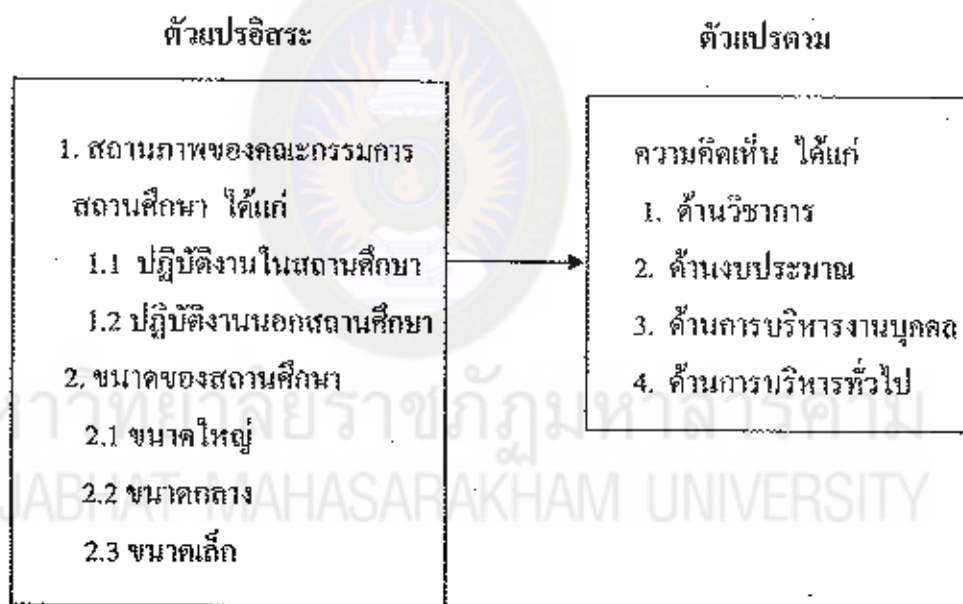 ตัวแปรอิสระ
1. สถานภาพของคณะกรรมการ
สถานศึกษา ได้แก่
1.1 ปฏิบัติงานในสถานศึกษา
1.2 ปฏิบัติงานนอกสถานศึกษา
2. ขนาดของสถานศึกษา
2.1 ขนาดใหญ่
2.2 ขนาดกลาง
2.3 ขนาดเล็ก
ตัวแปรตาม
ความคิดเห็น ได้แก่
1. ด้านวิชาการ
2. ด้านงบประมาณ
3. ด้านการบริหารงานบุคคล
4. ด้านการบริหารทั่วไป
หาวิทยาลัยราชภัฏมหาสารคาม
JABHAT MAHASARAKHAM UNIVERSITY